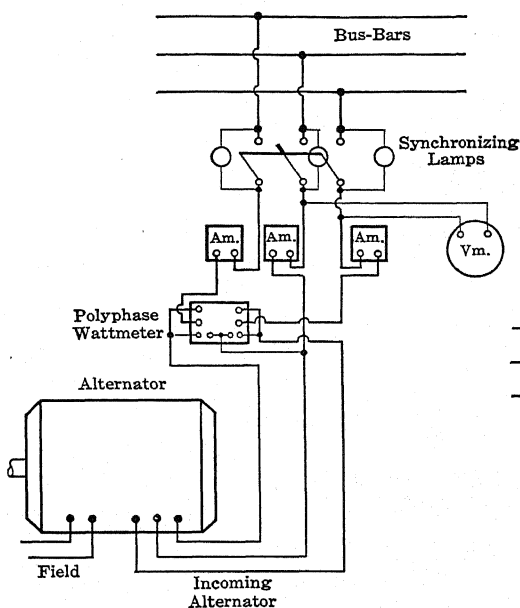 Bus-Bars
Synchronizing
Lamps
Am.
Am.
Am.
Vm.
Polyphase
Wattmeter
Alternator
Field
Incoming
Alternator